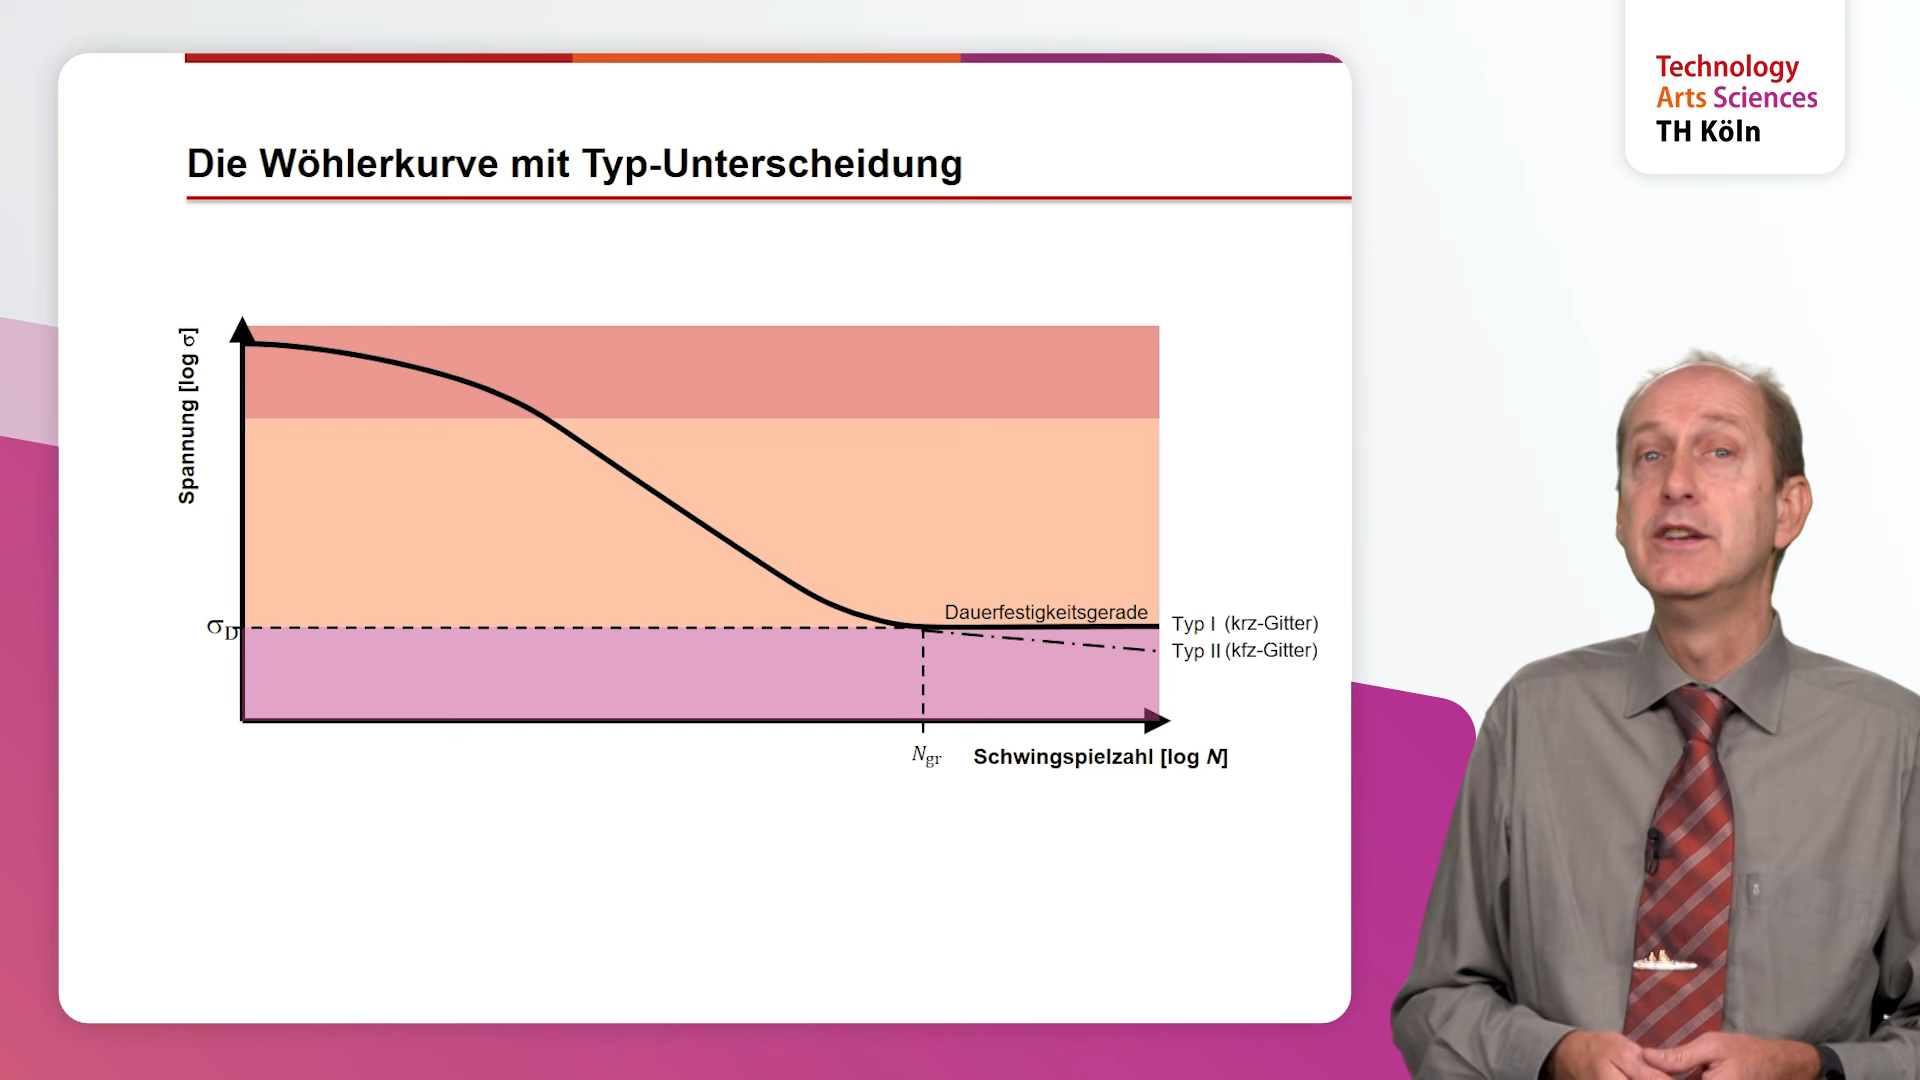 Technology
Arts Sciences
TH Köln
Die Wöhlerkurve mit Typ-Unterscheidung
Spannung [log σ]
σD
Dauerfestigkeitsgerade
Typ I (krz-Gitter)
Typ II (kfz-Gitter)
Ngr
Schwingspielzahl [log N]